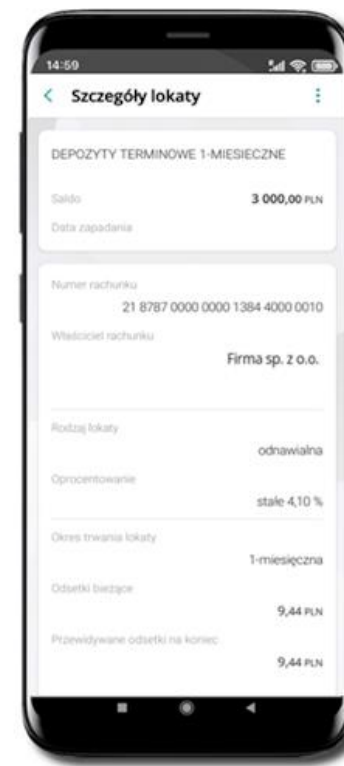 14:59
Szczegóły lokaty
DEPOZYTY TERMINOWE 1-MIESIECZNE
Saldo 3 000,00 PLN
Data zapadania
Numer rachunku
21 8787 0000 0000 1384 4000 0010
Właściciel rachunku
Firma sp. z o.o.
Rodzaj lokaty
odnawialna
Oprocentowanie
stałe 4,10 %
Okres trwania lokaty
1-miesięczna
Odsetki bieżące
9,44 PLN
Przewidywane odsetki na koniec
9,44 PLN